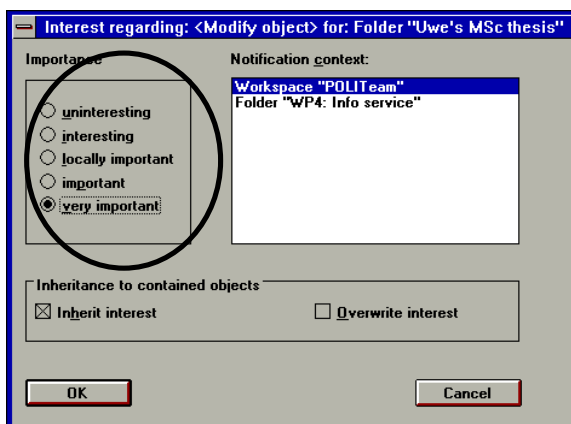 Interest regarding: <Modify object> for: Folder "Uwe's MSc thesis"
Importance
Notification context:
uninteresting
interesting
locally important
important
very important
Workspace "POLITeam"
Folder "WP4: Info service"
Inheritance to contained objects
Inherit interest
Overwrite interest
OK
Cancel